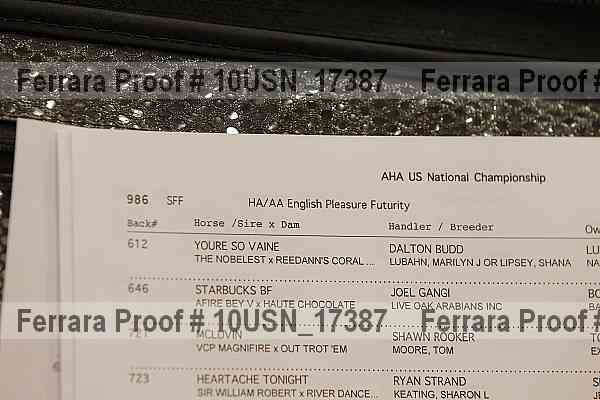 Ferrara Proof # 10USN_17387 Ferrara Proof #
AHA US National Championship
986 SFF HA/AA English Pleasure Futurity
Back# Horse /Sire x Dam Handler / Breeder
612 YOURE SO VAINE DALTON BUDD LU
THE NOBELEST x REEDANN'S CORAL ... LUBAHN, MARILYN J OR LIPSEY, SHANA NA
646 STARBUCKS BF JOEL GANGI
AFIRE BEY V x HAUTE CHOCOLATE LIVE OAK ARABIANS INC
Ferrara Proof # 10USN_17387 Ferrara Proof #
721 MCLOVIN SHAWN ROOKER
VCP MAGNIFIRE x OUT TROT 'EM MOORE, TOM
723 HEARTACHE TONIGHT RYAN STRAND
SIR WILLIAM ROBERT x RIVER DANCE... KEATING, SHARON L